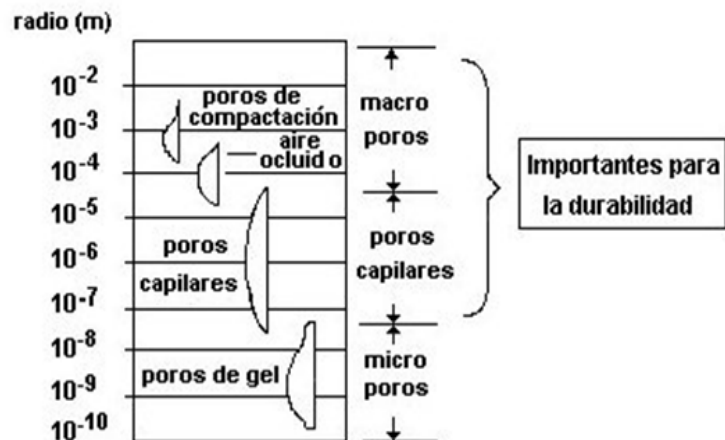 radio (m)
10⁻²
10⁻³
10⁻⁴
10⁻⁵
10⁻⁶
10⁻⁷
10⁻⁸
10⁻⁹
10⁻¹⁰
poros de
compactación
aire
ocluid o
poros
capilares
poros de gel
macro
poros
poros
capilares
micro
poros
Importantes para
la durabilidad